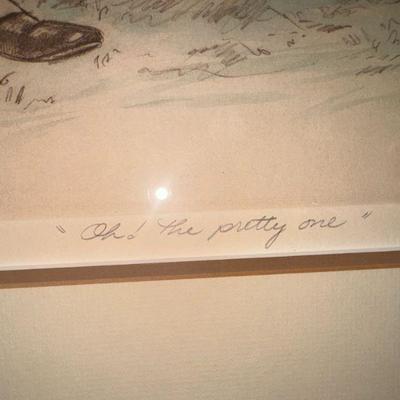 "Oh! the pretty one"